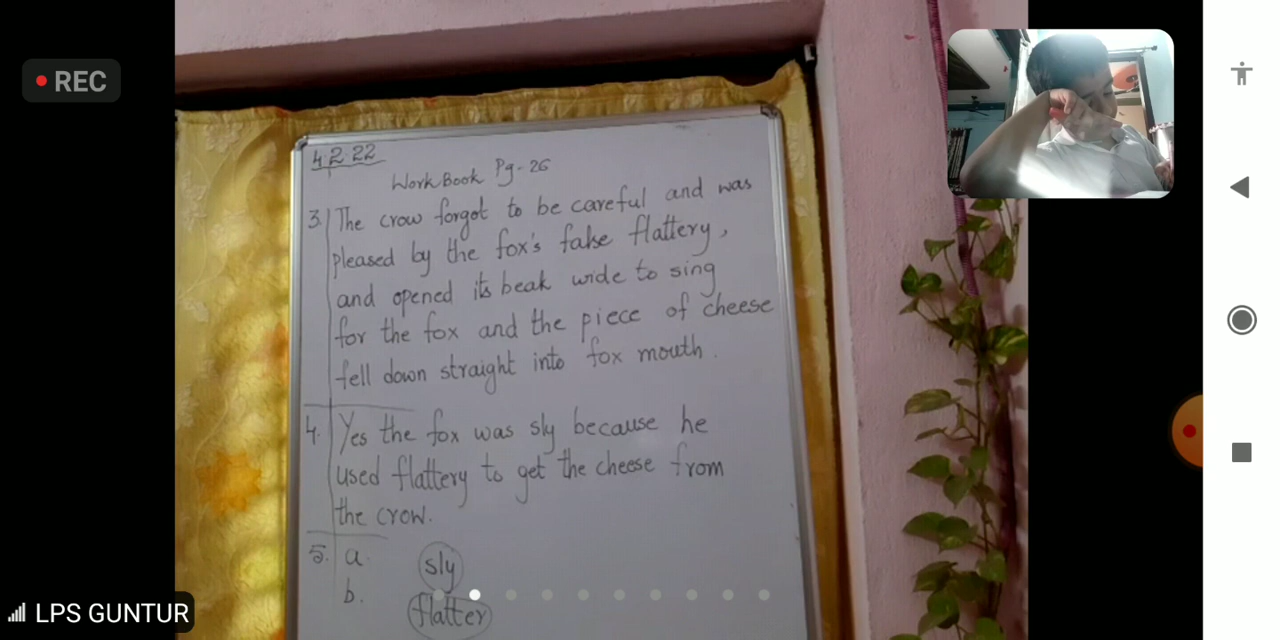 REC
4.2.22
Work Book Pg-26
3. The crow forgot to be careful and was
pleased by the fox's false flattery,
and opened its beak wide to sing
for the fox and the piece of cheese
fell down straight into fox mouth.
4. Yes the fox was sly because he
used flattery to get the cheese from
the crow.
5. a. sly
b. flatter
LPS GUNTUR